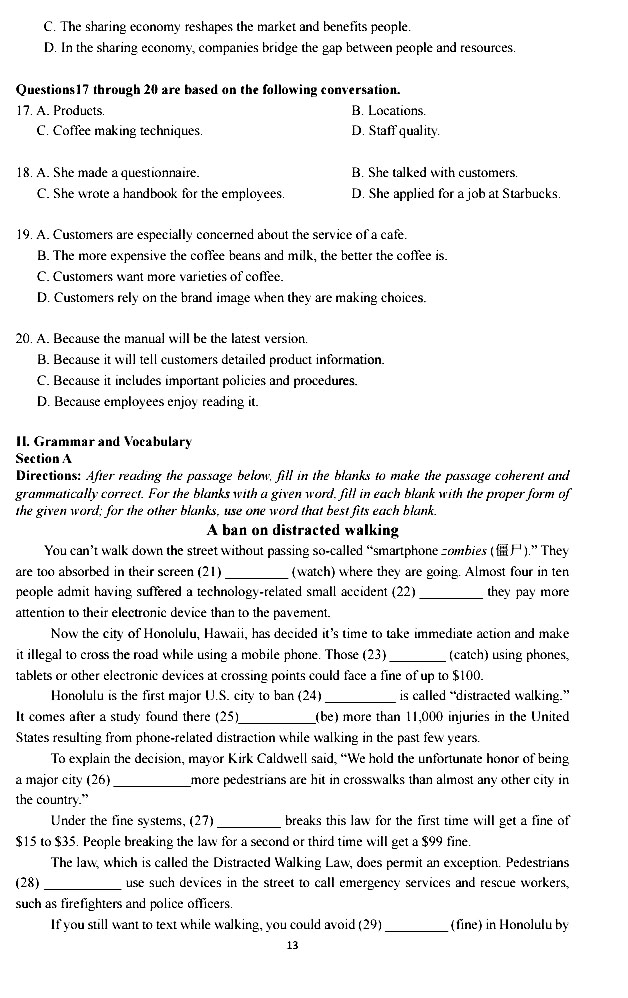 C. The sharing economy reshapes the market and benefits people.
D. In the sharing economy, companies bridge the gap between people and resources.
Questions17 through 20 are based on the following conversation.
17. A. Products. B. Locations.
C. Coffee making techniques. D. Staff quality.
18. A. She made a questionnaire. B. She talked with customers.
C. She wrote a handbook for the employees. D. She applied for a job at Starbucks.
19. A. Customers are especially concerned about the service of a cafe.
B. The more expensive the coffee beans and milk, the better the coffee is.
C. Customers want more varieties of coffee.
D. Customers rely on the brand image when they are making choices.
20. A. Because the manual will be the latest version.
B. Because it will tell customers detailed product information.
C. Because it includes important policies and procedures.
D. Because employees enjoy reading it.
II. Grammar and Vocabulary
Section A
Directions: After reading the passage below, fill in the blanks to make the passage coherent and
grammatically correct. For the blanks with a given word, fill in each blank with the proper form of
the given word; for the other blanks, use one word that best fits each blank.
A ban on distracted walking
You can't walk down the street without passing so-called “smartphone zombies (僵尸).” They
are too absorbed in their screen (21) ________ (watch) where they are going. Almost four in ten
people admit having suffered a technology-related small accident (22) ________ they pay more
attention to their electronic device than to the pavement.
Now the city of Honolulu, Hawaii, has decided it's time to take immediate action and make
it illegal to cross the road while using a mobile phone. Those (23) ________ (catch) using phones,
tablets or other electronic devices at crossing points could face a fine of up to $100.
Honolulu is the first major U.S. city to ban (24) _________ is called “distracted walking.”
It comes after a study found there (25)__________(be) more than 11,000 injuries in the United
States resulting from phone-related distraction while walking in the past few years.
To explain the decision, mayor Kirk Caldwell said, “We hold the unfortunate honor of being
a major city (26) __________more pedestrians are hit in crosswalks than almost any other city in
the country.”
Under the fine systems, (27) ________ breaks this law for the first time will get a fine of
$15 to $35. People breaking the law for a second or third time will get a $99 fine.
The law, which is called the Distracted Walking Law, does permit an exception. Pedestrians
(28) __________ use such devices in the street to call emergency services and rescue workers,
such as firefighters and police officers.
If you still want to text while walking, you could avoid (29) ________ (fine) in Honolulu by
13